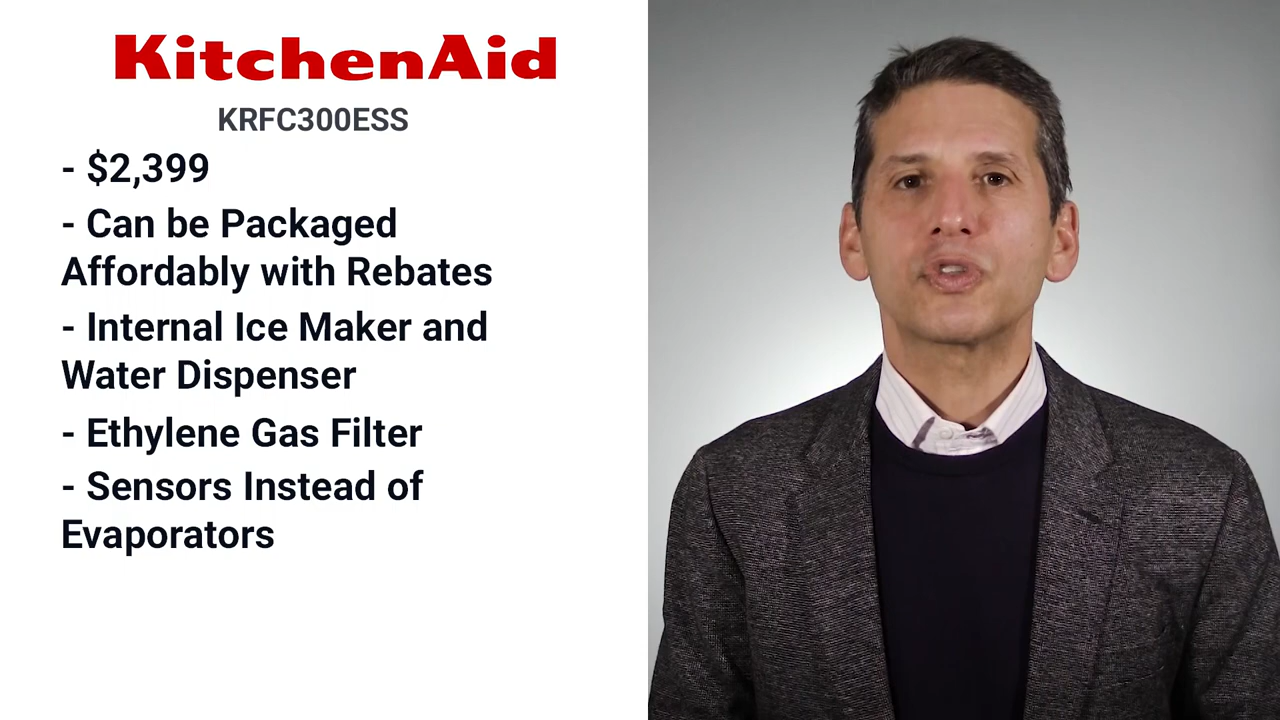 KitchenAid
KRFC300ESS
- $2,399
- Can be Packaged
Affordably with Rebates
- Internal Ice Maker and
Water Dispenser
- Ethylene Gas Filter
- Sensors Instead of
Evaporators